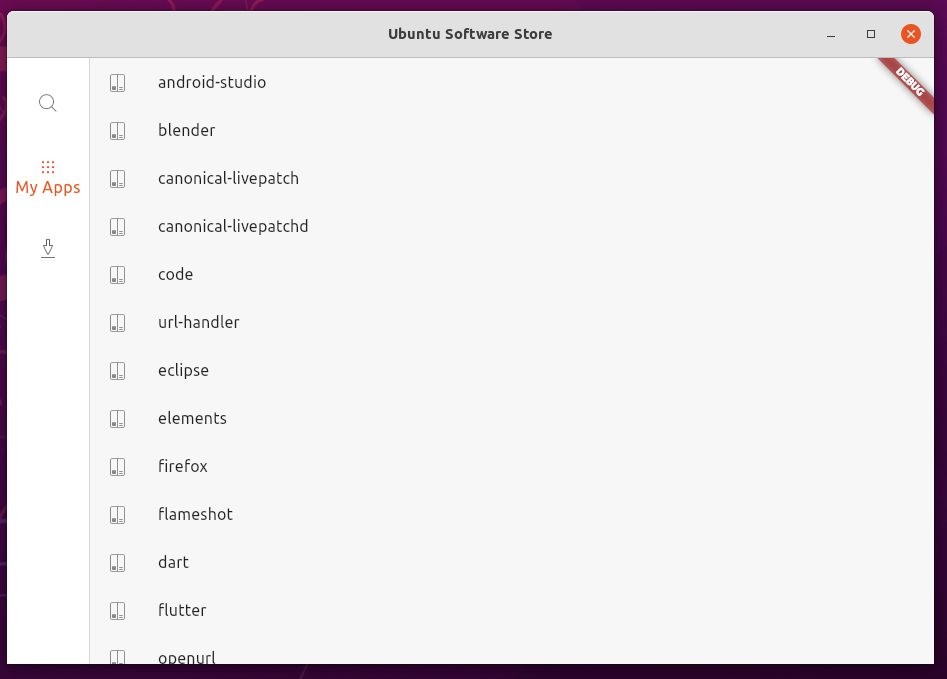 Ubuntu Software Store
DEBUG
My Apps
android-studio
blender
canonical-livepatch
canonical-livepatchd
code
url-handler
eclipse
elements
firefox
flameshot
dart
flutter
openurl